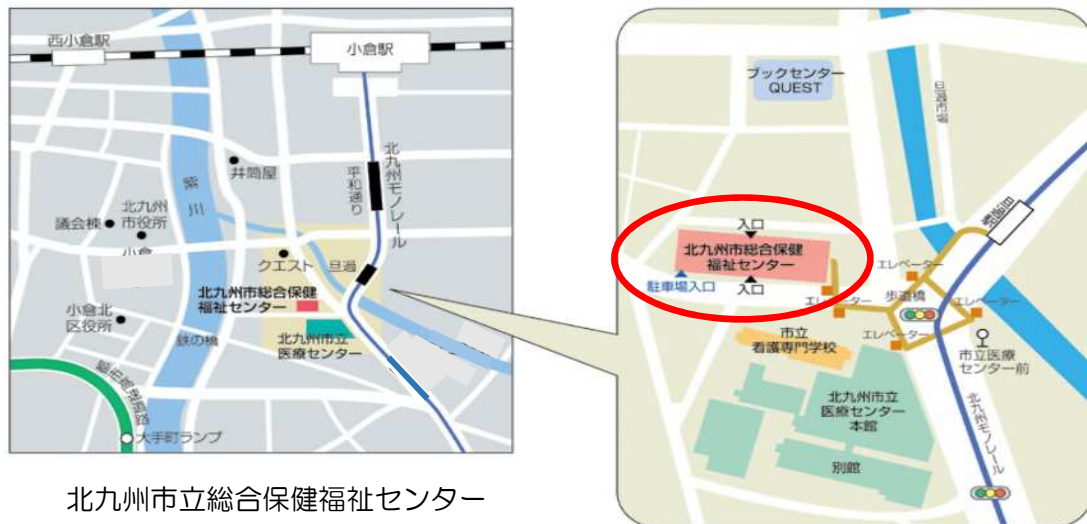 西小倉駅
小倉駅
北九州モノレール
平和通り
井筒屋
紫川
議会棟
北九州
市役所
小倉
クエスト
旦過
北九州市総合保健
福祉センター
小倉北
区役所
鉄の橋
北九州市立
医療センター
大手町ランプ
北九州市立総合保健福祉センター
ブックセンター
QUEST
旦過市場
旦過駅
入口
北九州市総合保健
福祉センター
駐車場入口
入口
エレベーター
エレベーター
歩道橋
エレベーター
エレベーター
市立
看護専門学校
市立医療
センター前
北九州市立
医療センター
本館
別館
北九州モノレール